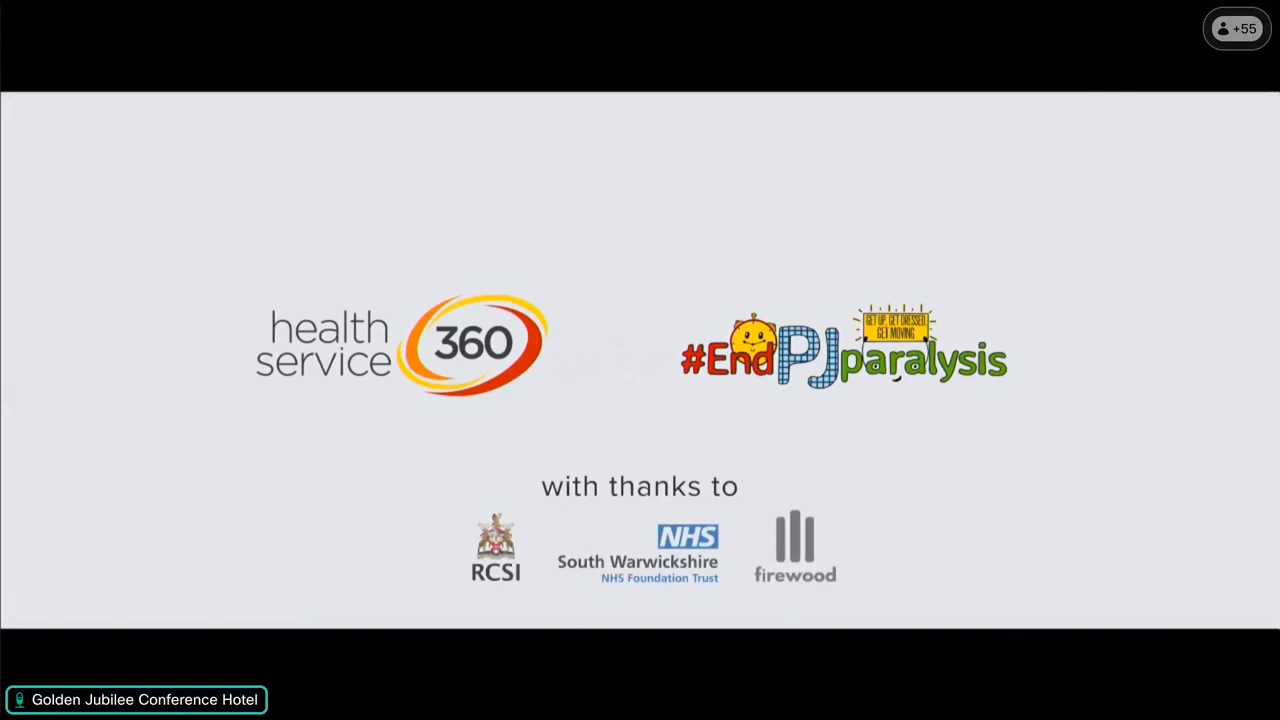 +55
health
service
360
#EndPJparalysis
GET UP, GET DRESSED,
GET MOVING
with thanks to
RCSI
NHS
South Warwickshire
NHS Foundation Trust
firewood
Golden Jubilee Conference Hotel